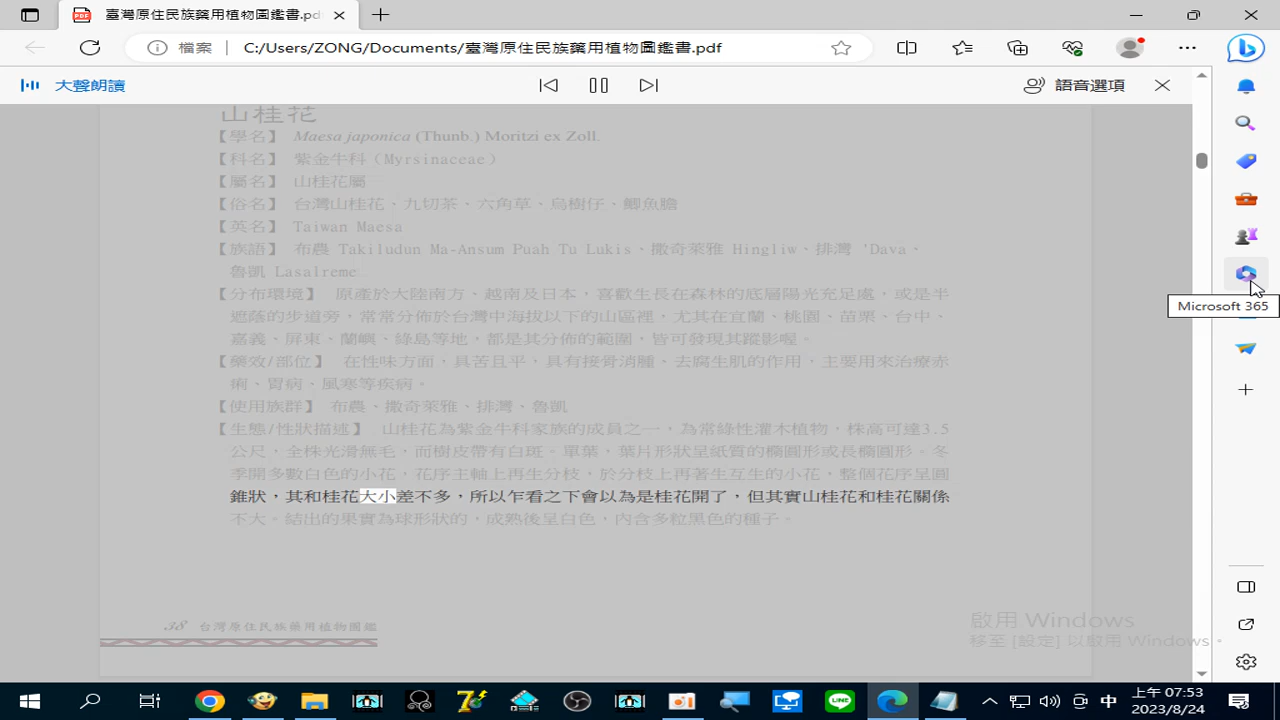 臺灣原住民族藥用植物圖鑑書.pdf
檔案 C:/Users/ZONG/Documents/臺灣原住民族藥用植物圖鑑書.pdf
大聲朗讀
語音選項
山桂花
【學名】 Maesa japonica (Thunb.) Moritzi ex Zoll.
【科名】 紫金牛科（Myrsinaceae）
【屬名】 山桂花屬
【俗名】 台灣山桂花、九切茶、六角草、烏樹仔、鯽魚膽
【英名】 Taiwan Maesa
【族語】 布農 Takiludun Ma-Ansum Puah Tu Lukis、撒奇萊雅 Hingliw、排灣 'Dava、
魯凱 Lasalreme
【分布環境】 原產於大陸南方、越南及日本，喜歡生長在森林的底層陽光充足處，或是半
遮蔭的步道旁，常常分佈於台灣中海拔以下的山區裡，尤其在宜蘭、桃園、苗栗、台中、
嘉義、屏東、蘭嶼、綠島等地，都是其分佈的範圍，皆可發現其蹤影喔。
【藥效/部位】 在性味方面，具苦且平，具有接骨消腫、去腐生肌的作用，主要用來治療赤
痢、胃病、風寒等疾病。
【使用族群】 布農、撒奇萊雅、排灣、魯凱
【生態/性狀描述】 山桂花為紫金牛科家族的成員之一，為常綠性灌木植物，株高可達3.5
公尺，全株光滑無毛，而樹皮帶有白斑。單葉，葉片形狀呈紙質的橢圓形或長橢圓形。冬
季開多數白色的小花，花序主軸上再生分枝，於分枝上再著生互生的小花，整個花序呈圓
錐狀，其和桂花大小差不多，所以乍看之下會以為是桂花開了，但其實山桂花和桂花關係
不大。結出的果實為球形狀的，成熟後呈白色，內含多粒黑色的種子。
38 台灣原住民族藥用植物圖鑑
Microsoft 365
啟用 Windows
移至 [設定] 以啟用 Windows。
中
上午 07:53
2023/8/24